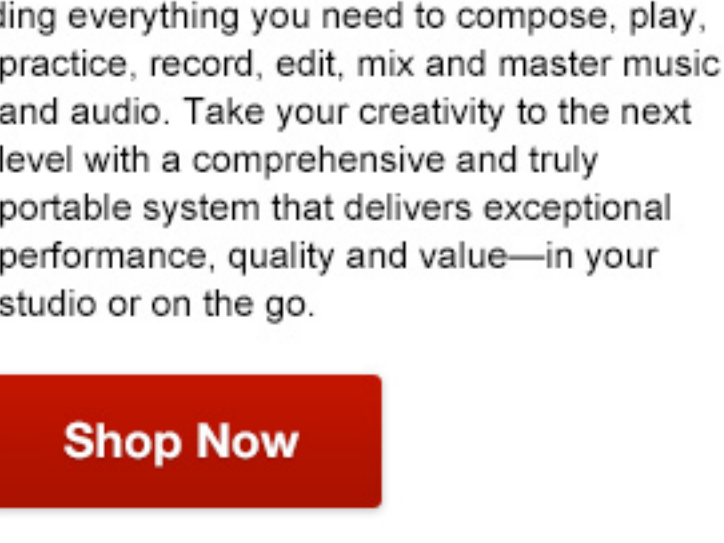 ding everything you need to compose, play,
practice, record, edit, mix and master music
and audio. Take your creativity to the next
level with a comprehensive and truly
portable system that delivers exceptional
performance, quality and value—in your
studio or on the go.
Shop Now